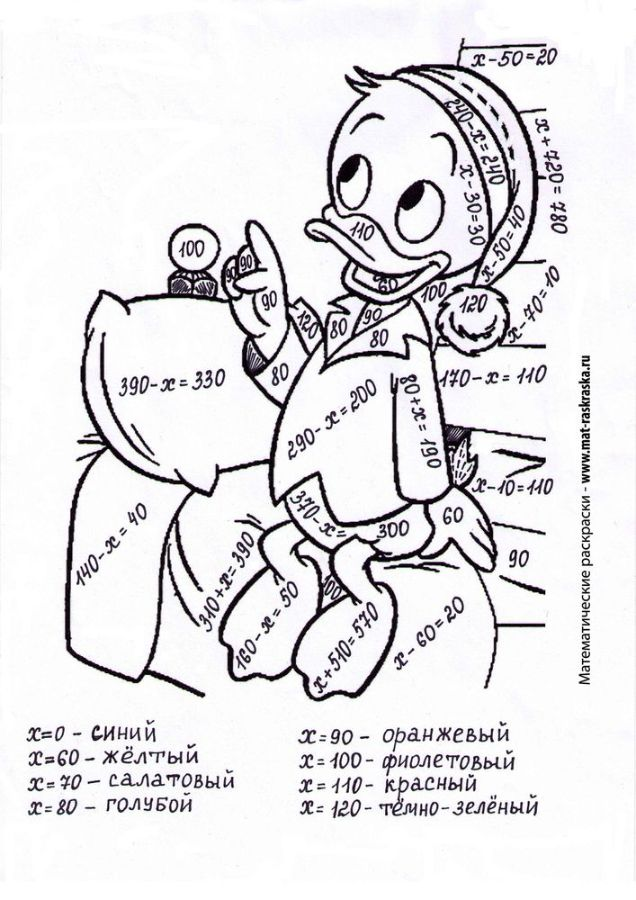 x-50=20
240-x=240
x+720=780
x-30=30
110
x-50=40
100
90
90
60
100
120
x-70=10
90
120
80
90
80
390-x=330
80
170-x=110
80+x=190
290-x=200
x-10=110
370-x=300
60
140-x=40
310+x=390
90
160-x=50
100
x+510=570
x-60=20
Математические раскраски - www.mat-raskraska.ru
x=0 - синий
x=60 - жёлтый
x=70 - салатовый
x=80 - голубой
x=90 - оранжевый
x=100 - фиолетовый
x=110 - красный
x=120 - тёмно-зелёный